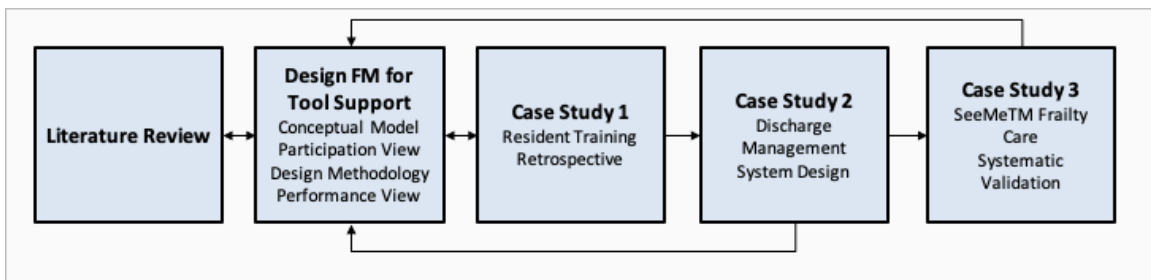 Literature Review
Design FM for
Tool Support
Conceptual Model
Participation View
Design Methodology
Performance View
Case Study 1
Resident Training
Retrospective
Case Study 2
Discharge
Management
System Design
Case Study 3
SeeMeTM Frailty
Care
Systematic
Validation